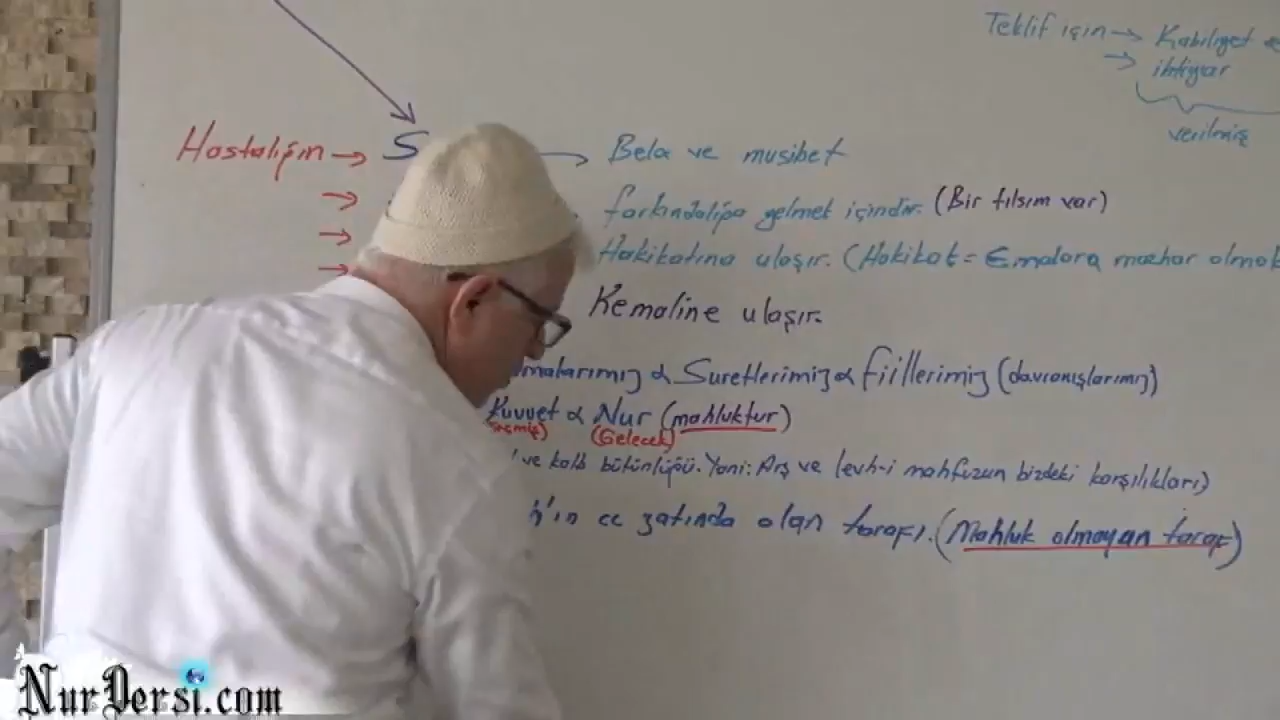 Teklif için → Kabiliyet
→ ihtiyar
verilmiş
Hastalığın → S → Bela ve musibet
→ farkındalığa gelmek içindir. (Bir tılsım var)
→ Hakikatına ulaşır. (Hakikat = Esmalara mazhar olmak
→ Kemaline ulaşır.
malarımız α Suretlerimiz α fiillerimiz (davranışlarımız)
Kuvvet α Nur (mahluktur)
(Gelecek)
ve kalb bütünlüğü. Yani: Arş ve levh-i mahfuzun bizdeki karşılıkları)
h'ın cc zatında olan tarafı. (Mahluk olmayan taraf)
NurDersi.com